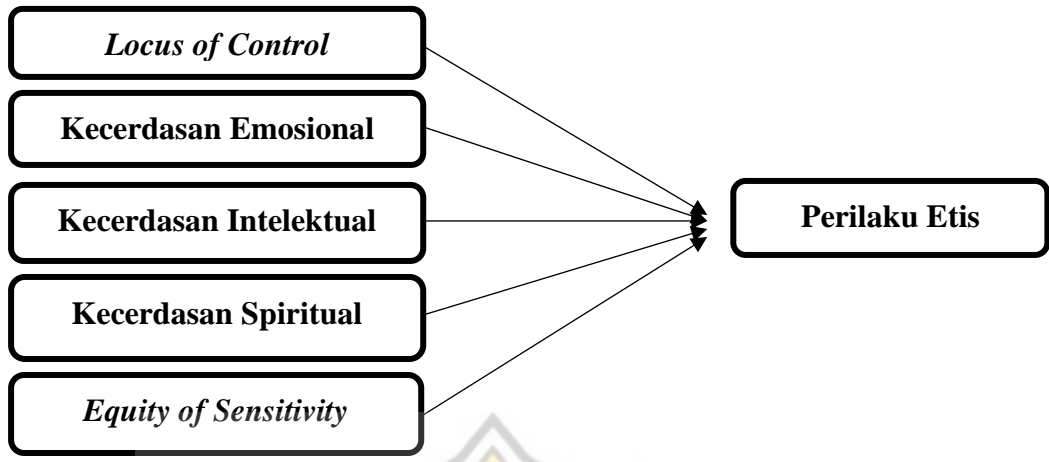 Locus of Control
Kecerdasan Emosional
Kecerdasan Intelektual
Kecerdasan Spiritual
Equity of Sensitivity
Perilaku Etis